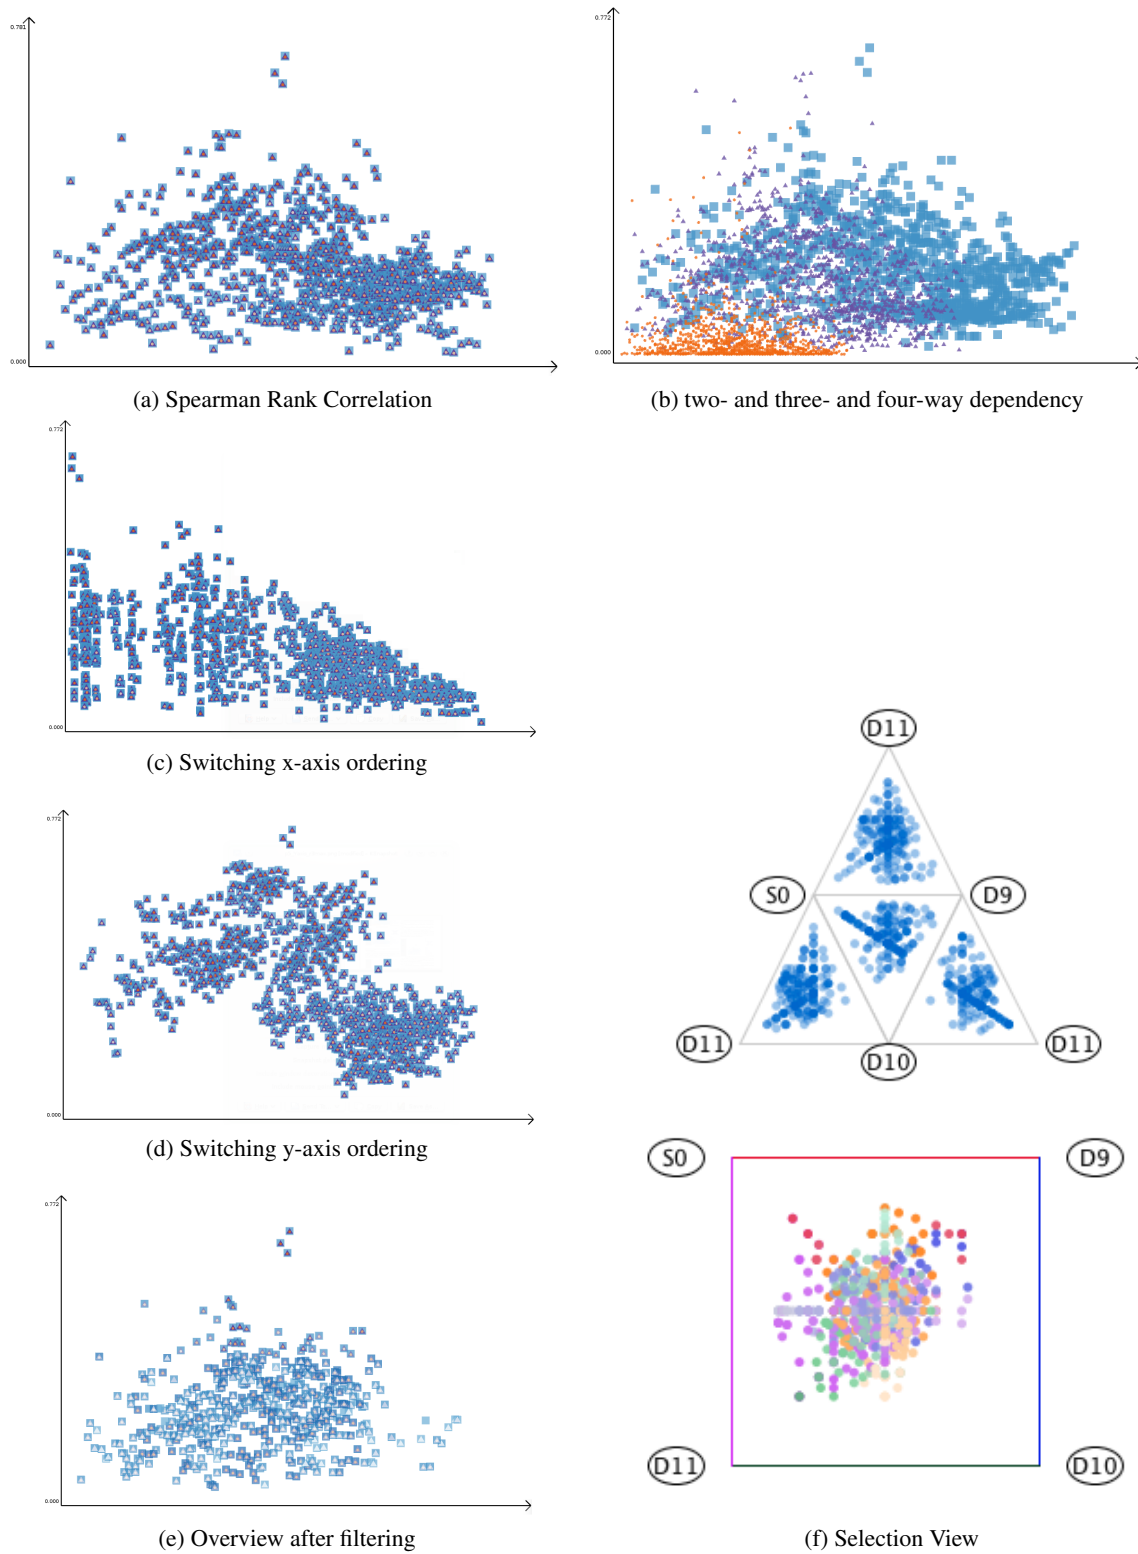 0.781
0.000
(a) Spearman Rank Correlation
0.772
0.000
(b) two- and three- and four-way dependency
0.772
0.000
(c) Switching x-axis ordering
0.772
0.000
(d) Switching y-axis ordering
0.772
0.000
(e) Overview after filtering
D11
S0
D9
D11
D10
D11
S0
D9
D11
D10
(f) Selection View